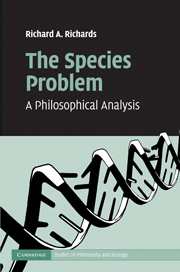 Richard A. Richards
The Species
Problem
A Philosophical Analysis
CAMBRIDGE
Studies in Philosophy and Biology